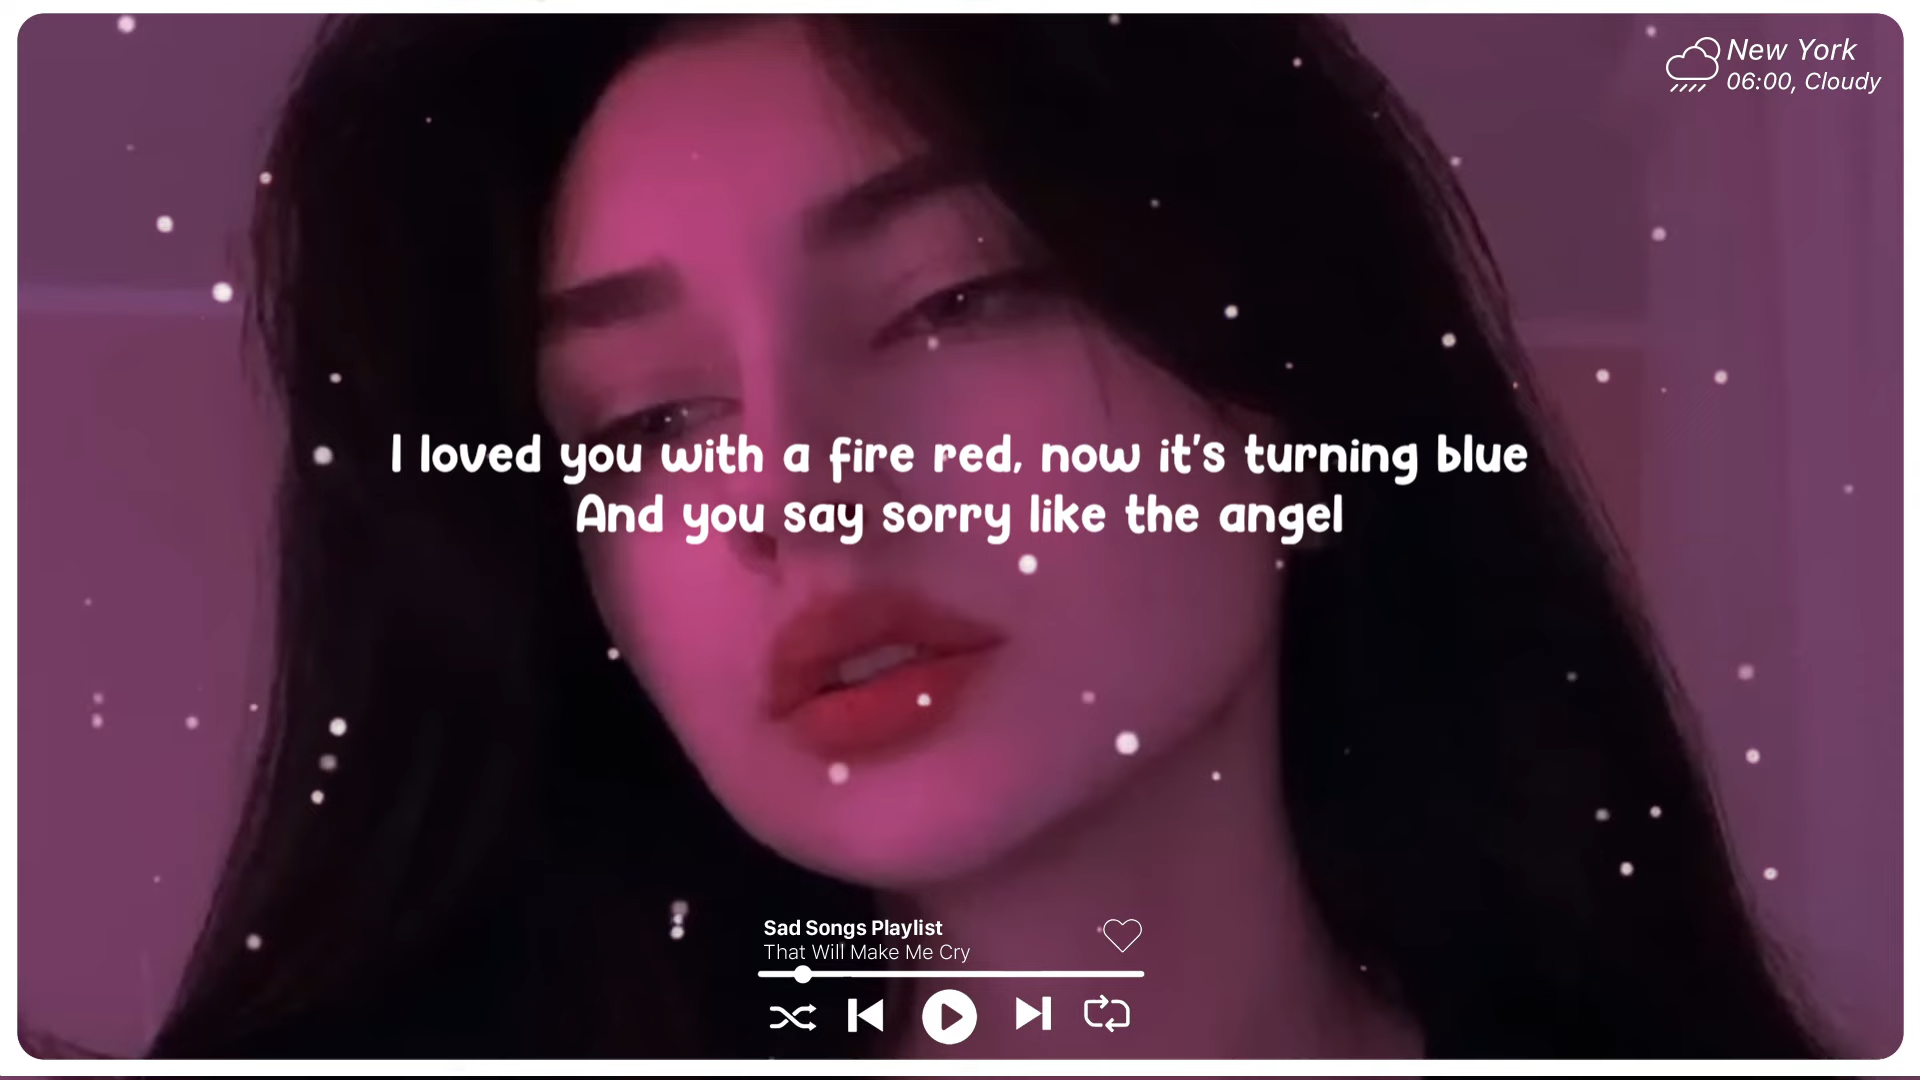 New York
06:00, Cloudy
I loved you with a fire red, now it's turning blue
And you say sorry like the angel
Sad Songs Playlist
That Will Make Me Cry